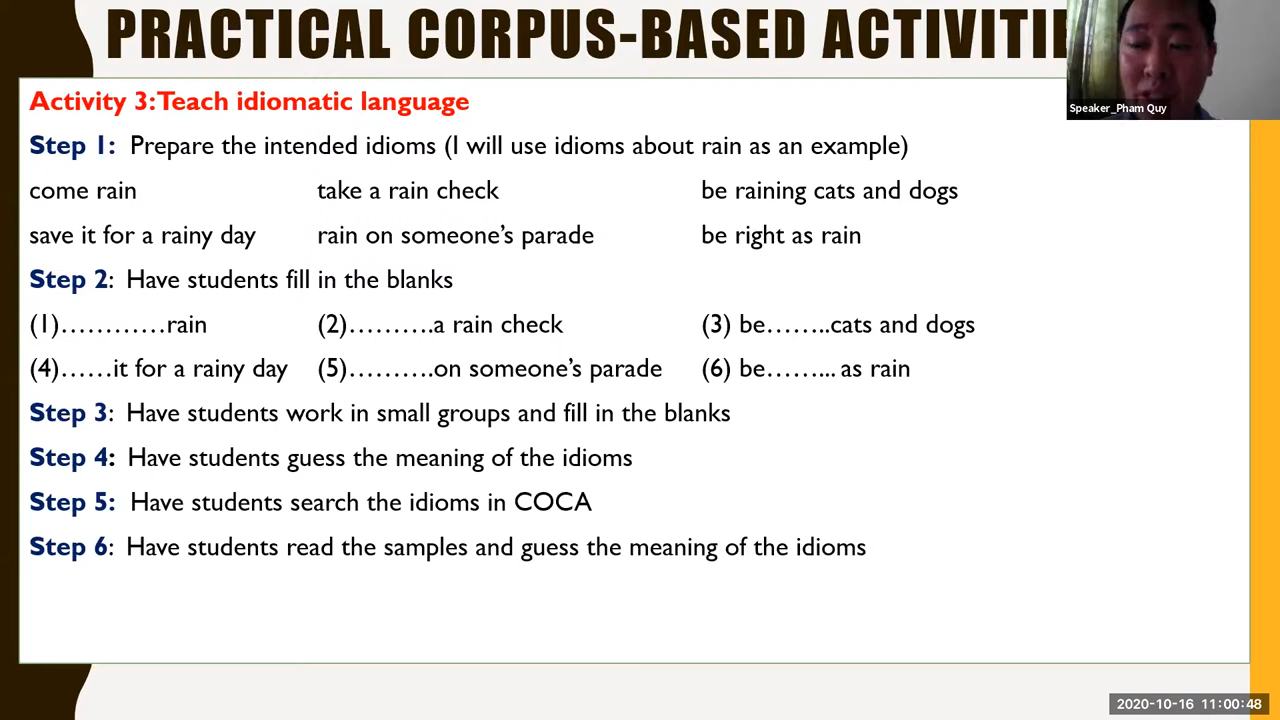 PRACTICAL CORPUS-BASED ACTIVITIE
Speaker_Pham Quy
Activity 3: Teach idiomatic language
Step 1: Prepare the intended idioms (I will use idioms about rain as an example)
come rain take a rain check be raining cats and dogs
save it for a rainy day rain on someone's parade be right as rain
Step 2: Have students fill in the blanks
(1)…………rain (2)……….a rain check (3) be……..cats and dogs
(4)……it for a rainy day (5)……….on someone's parade (6) be……... as rain
Step 3: Have students work in small groups and fill in the blanks
Step 4: Have students guess the meaning of the idioms
Step 5: Have students search the idioms in COCA
Step 6: Have students read the samples and guess the meaning of the idioms
2020-10-16 11:00:48